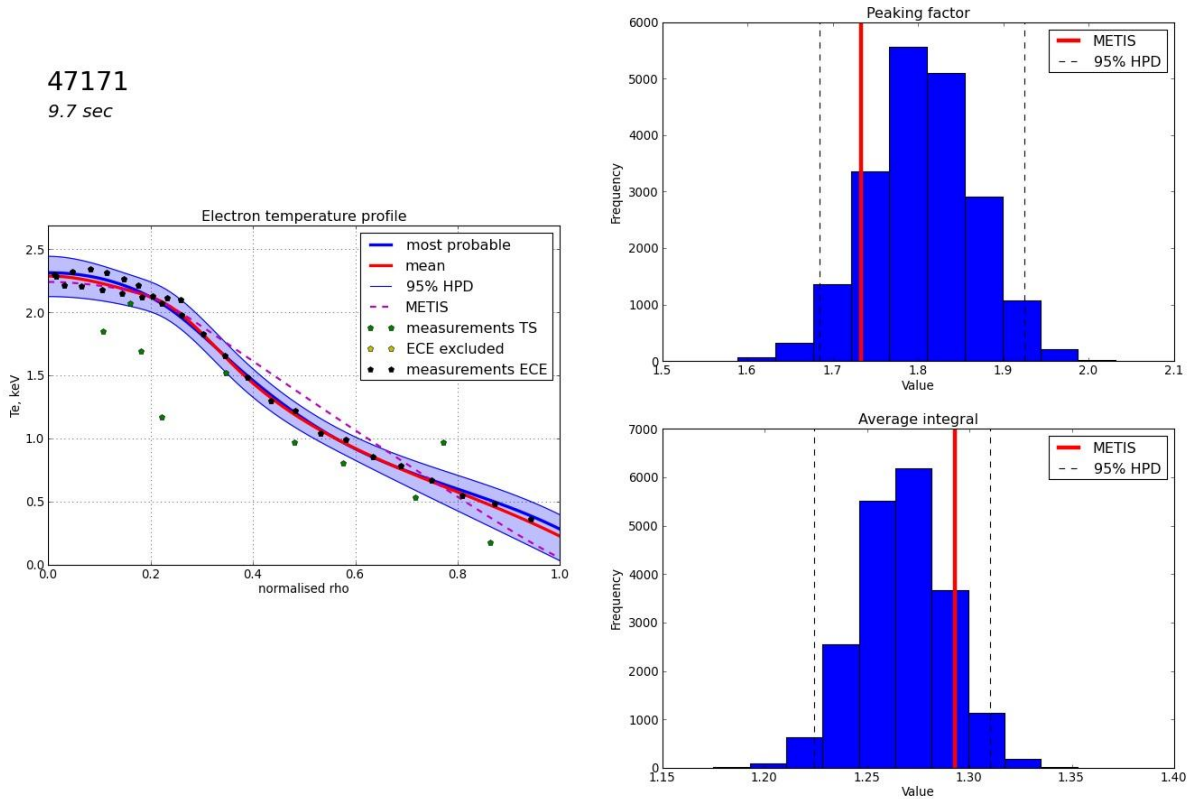 47171
9.7 sec
Electron temperature profile
2.5
2.0
1.5
1.0
0.5
0.0
Te, keV
most probable
mean
95% HPD
METIS
measurements TS
ECE excluded
measurements ECE
0.0 0.2 0.4 0.6 0.8 1.0
normalised rho
Peaking factor
6000
5000
4000
3000
2000
1000
0
Frequency
METIS
95% HPD
1.5 1.6 1.7 1.8 1.9 2.0 2.1
Value
Average integral
7000
6000
5000
4000
3000
2000
1000
0
Frequency
METIS
95% HPD
1.15 1.20 1.25 1.30 1.35 1.40
Value